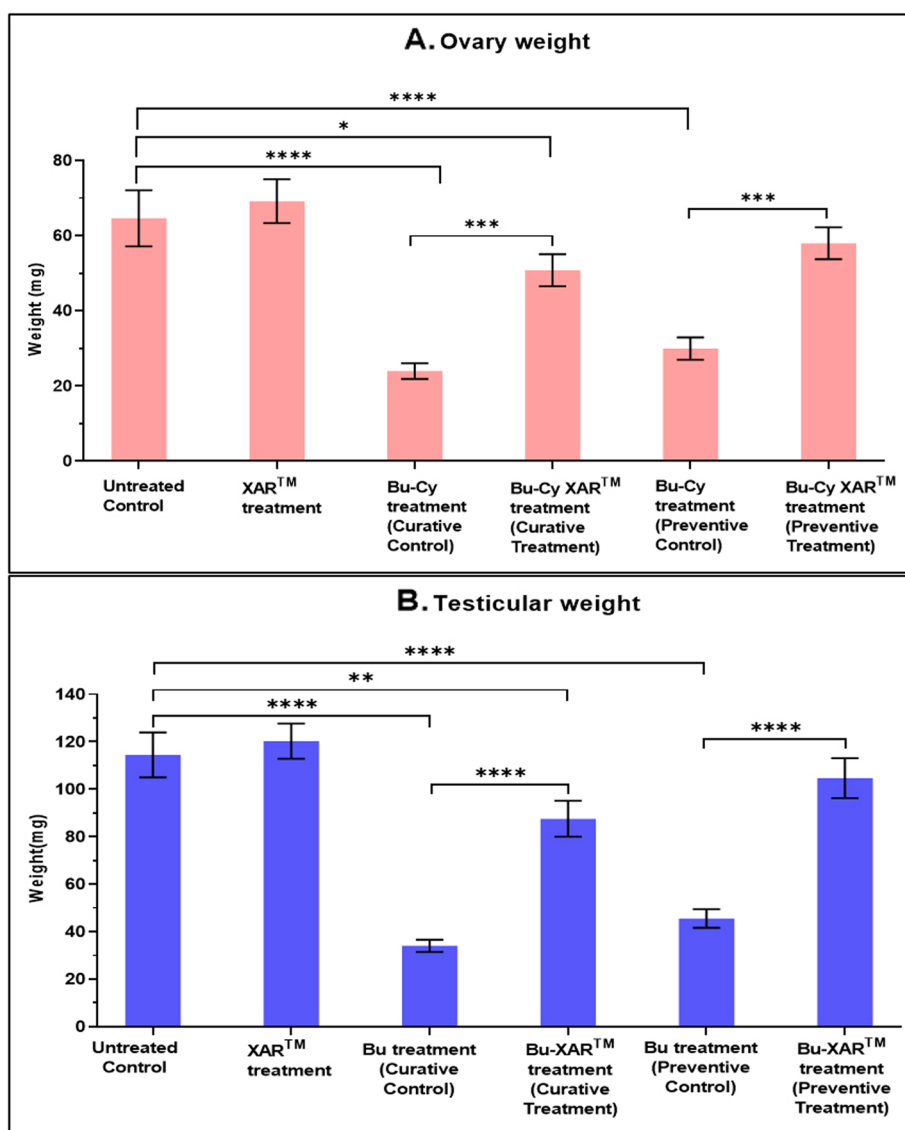 A. Ovary weight
****
*
****
***
***
Weight (mg)
80
60
40
20
0
Untreated
Control
XAR™
treatment
Bu-Cy
treatment
(Curative
Control)
Bu-Cy XAR™
treatment
(Curative
Treatment)
Bu-Cy
treatment
(Preventive
Control)
Bu-Cy XAR™
treatment
(Preventive
Treatment)
B. Testicular weight
****
**
****
****
****
Weight(mg)
140
120
100
80
60
40
20
0
Untreated
Control
XAR™
treatment
Bu treatment
(Curative
Control)
Bu-XAR™
treatment
(Curative
Treatment)
Bu treatment
(Preventive
Control)
Bu-XAR™
treatment
(Preventive
Treatment)